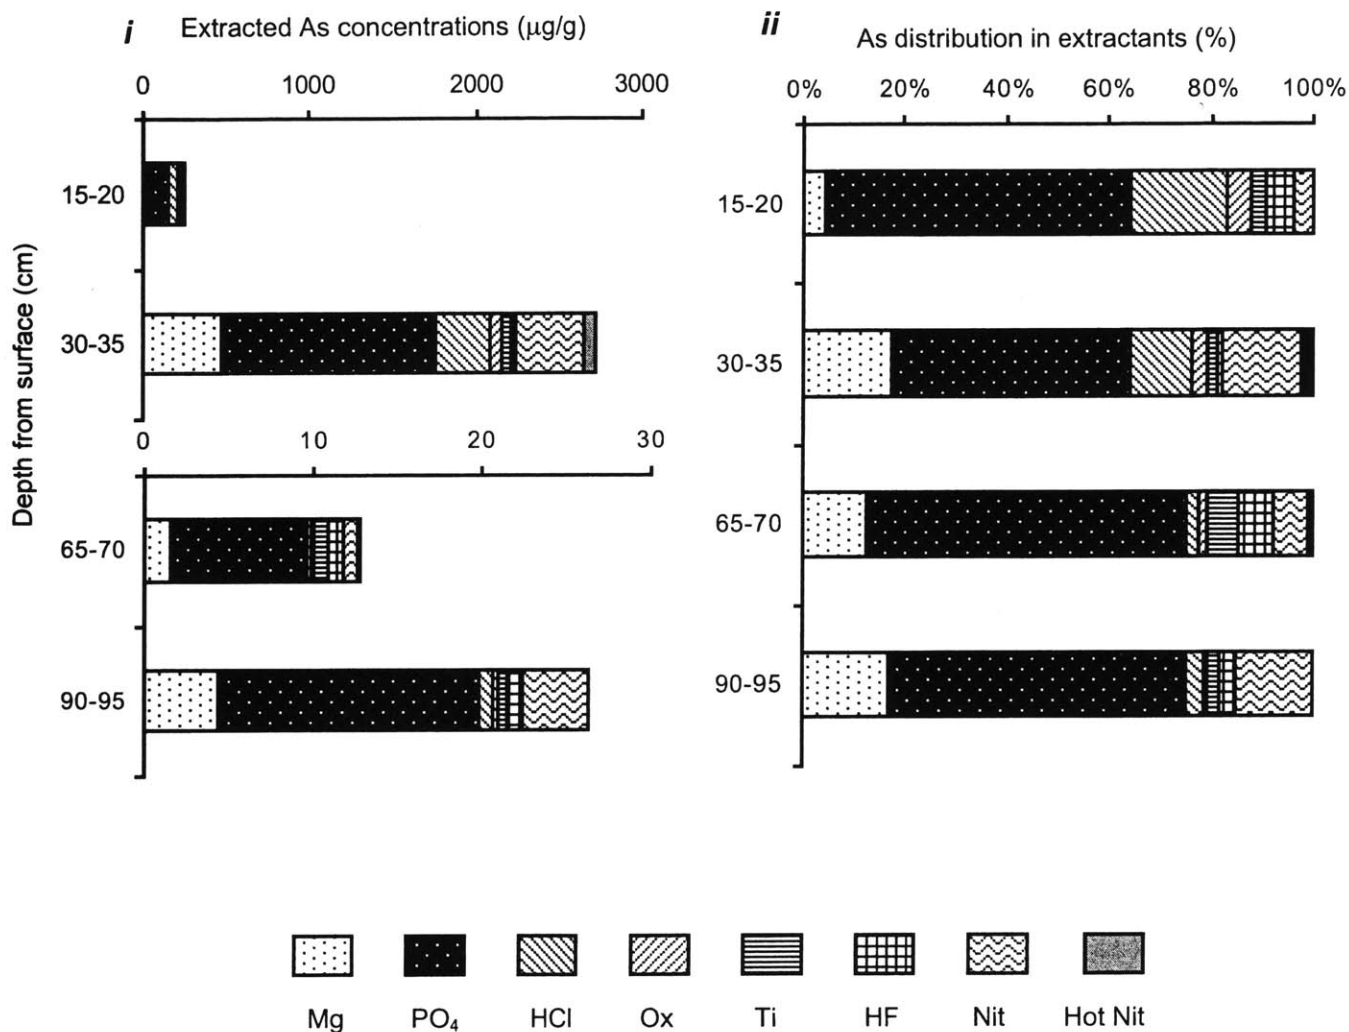 i Extracted As concentrations (µg/g)
0 1000 2000 3000
15-20
30-35
0 10 20 30
65-70
90-95
Depth from surface (cm)
ii As distribution in extractants (%)
0% 20% 40% 60% 80% 100%
15-20
30-35
65-70
90-95
Mg PO₄ HCl Ox Ti HF Nit Hot Nit